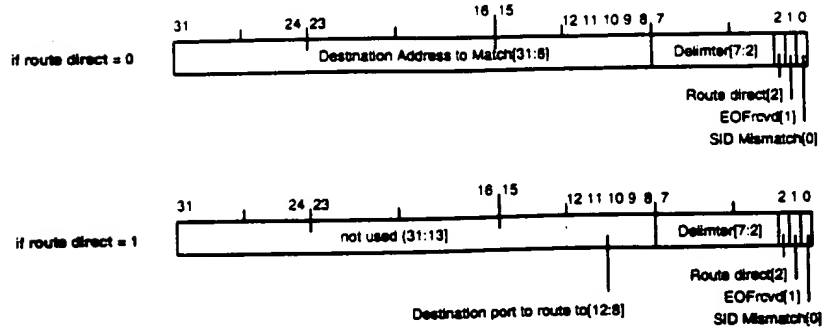 31 24 23 16 15 12 11 10 9 8 7 2 1 0
if route direct = 0 Destination Address to Match[31:8] Delimter[7:2]
Route direct[2]
EOFrcvd[1]
SID Mismatch[0]
31 24 23 16 15 12 11 10 9 8 7 2 1 0
if route direct = 1 not used (31:13] Delimter[7:2]
Route direct[2]
EOFrcvd[1]
Destination port to route to[12:8] SID Mismatch[0]